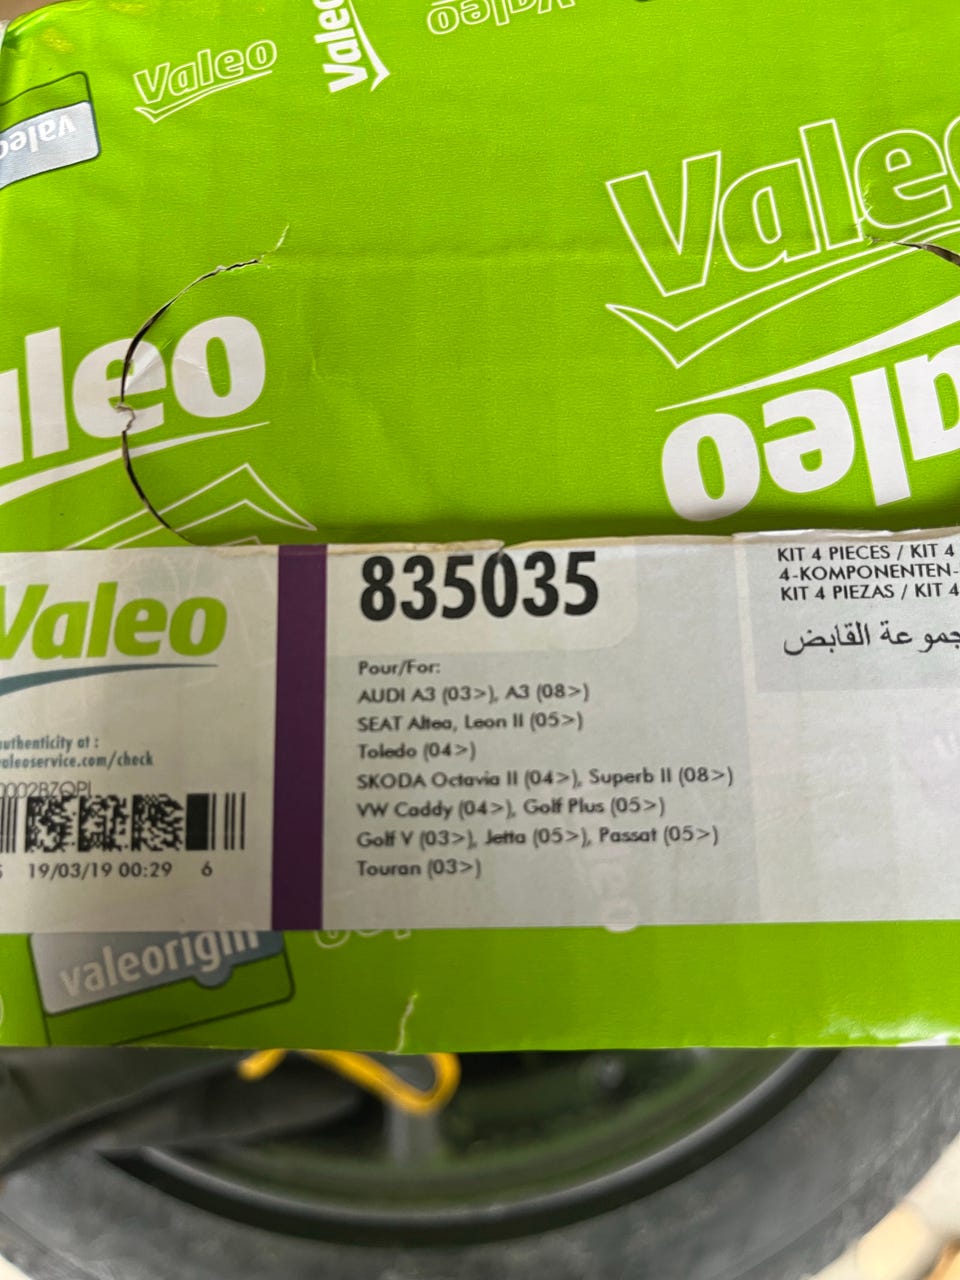 Valeo
Valeo
Valeo
valeo
Valeo
Valeo
Valeo
Valeo
835035
KIT 4 PIECES / KIT 4
4-KOMPONENTEN-
KIT 4 PIEZAS / KIT 4
القابض
Pour/For:
AUDI A3 (03>), A3 (08>)
SEAT Altea, Leon II (05>)
Toledo (04>)
SKODA Octavia II (04>), Superb II (08>)
VW Caddy (04>), Golf Plus (05>)
Golf V (03>), Jetta (05>), Passat (05>)
Touran (03>)
authenticity at :
valeoservice.com/check
0002BZQPI
19/03/19 00:29 6
valeorigin